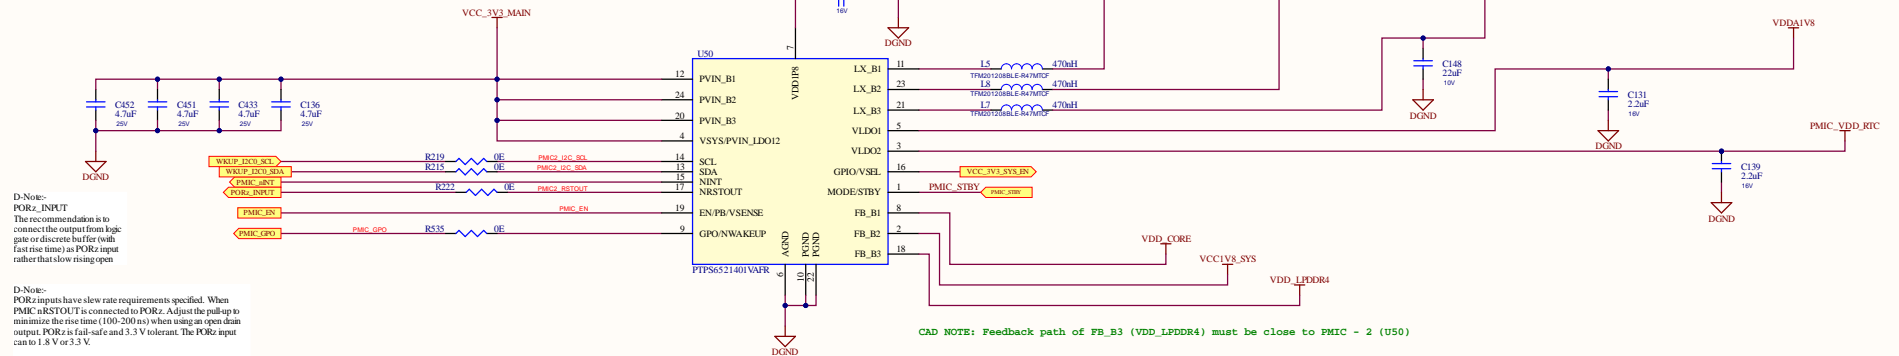 VCC_3V3_MAIN
16V
DGND
VDDA1V8
U50
7
VDD1P8
12
PVIN_B1
24
PVIN_B2
20
PVIN_B3
4
VSYS/PVIN_LDO12
14
SCL
13
SDA
15
NINT
17
NRSTOUT
19
EN/PB/VSENSE
9
GPO/NWAKEUP
LX_B1
11
LX_B2
23
LX_B3
21
VLDO1
5
VLDO2
3
GPIO/VSEL
16
MODE/STBY
1
FB_B1
8
FB_B2
2
FB_B3
18
AGND
PGND
PGND
6
10
22
PTPS6521401VAFR
DGND
C452
4.7uF
25V
C451
4.7uF
25V
C433
4.7uF
25V
C136
4.7uF
25V
DGND
WKUP_I2C0_SCL
R219
0E
PMIC2_I2C_SCL
WKUP_I2C0_SDA
R215
0E
PMIC2_I2C_SDA
PMIC_nINT
PORz_INPUT
R222
0E
PMIC2_RSTOUT
PMIC_EN
PMIC_EN
PMIC_GPO
PMIC_GPO
R535
0E
L5
470nH
TFM201208BLE-R47MTCF
L8
470nH
TFM201208BLE-R47MTCF
L7
470nH
TFM201208BLE-R47MTCF
C148
22uF
10V
DGND
C131
2.2uF
16V
DGND
PMIC_VDD_RTC
C139
2.2uF
16V
DGND
VCC_3V3_SYS_EN
PMIC_STBY
PMIC_STBY
VDD_CORE
VCC1V8_SYS
VDD_LPDDR4
CAD NOTE: Feedback path of FB_B3 (VDD_LPDDR4) must be close to PMIC - 2 (U50)
D-Note:-
PORz_INPUT
The recommendation is to
connect the output from logic
gate or discrete buffer (with
fast rise time) as PORz input
rather that slow rising open
D-Note:-
PORz inputs have slew rate requirements specified. When
PMIC nRSTOUT is connected to PORz. Adjust the pull-up to
minimize the rise time (100-200 ns) when using an open drain
output. PORz is fail-safe and 3.3 V tolerant. The PORz input
can to 1.8 V or 3.3 V.